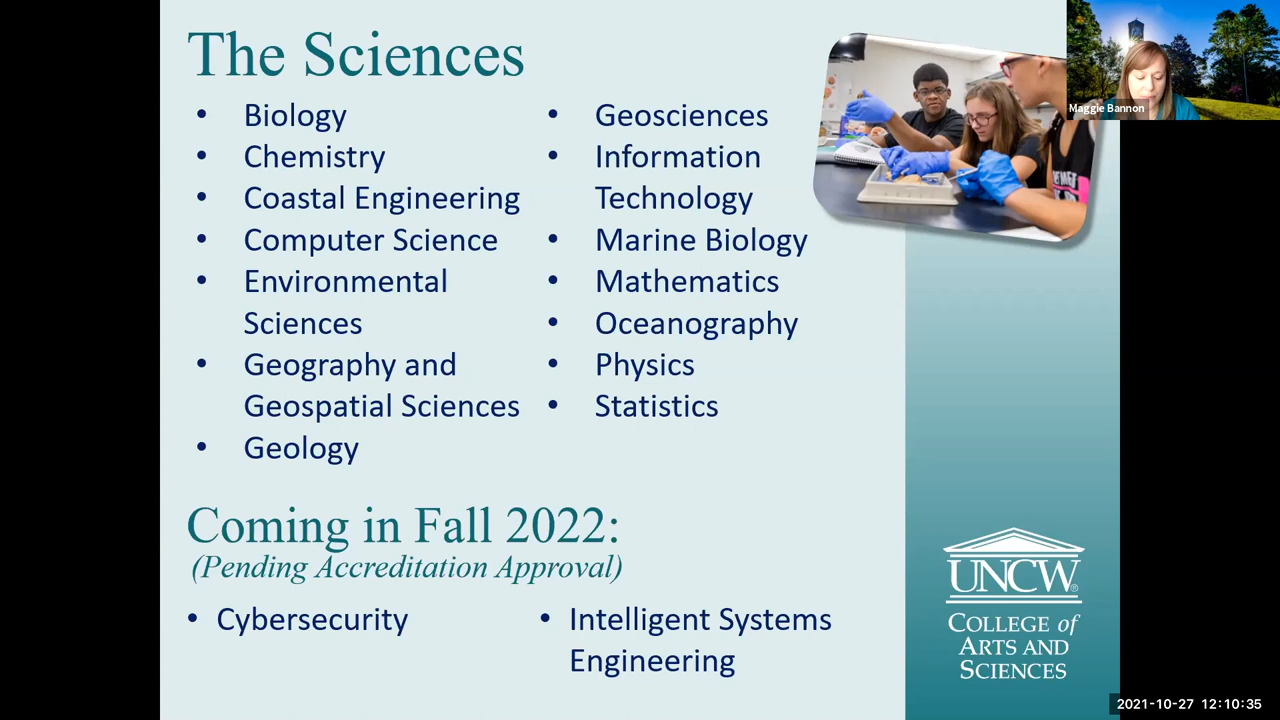 The Sciences
• Biology
• Chemistry
• Coastal Engineering
• Computer Science
• Environmental
Sciences
• Geography and
Geospatial Sciences
• Geology
• Geosciences
• Information
Technology
• Marine Biology
• Mathematics
• Oceanography
• Physics
• Statistics
Coming in Fall 2022:
(Pending Accreditation Approval)
• Cybersecurity
• Intelligent Systems
Engineering
Maggie Bannon
UNCW®
COLLEGE of
ARTS AND
SCIENCES
2021-10-27 12:10:35